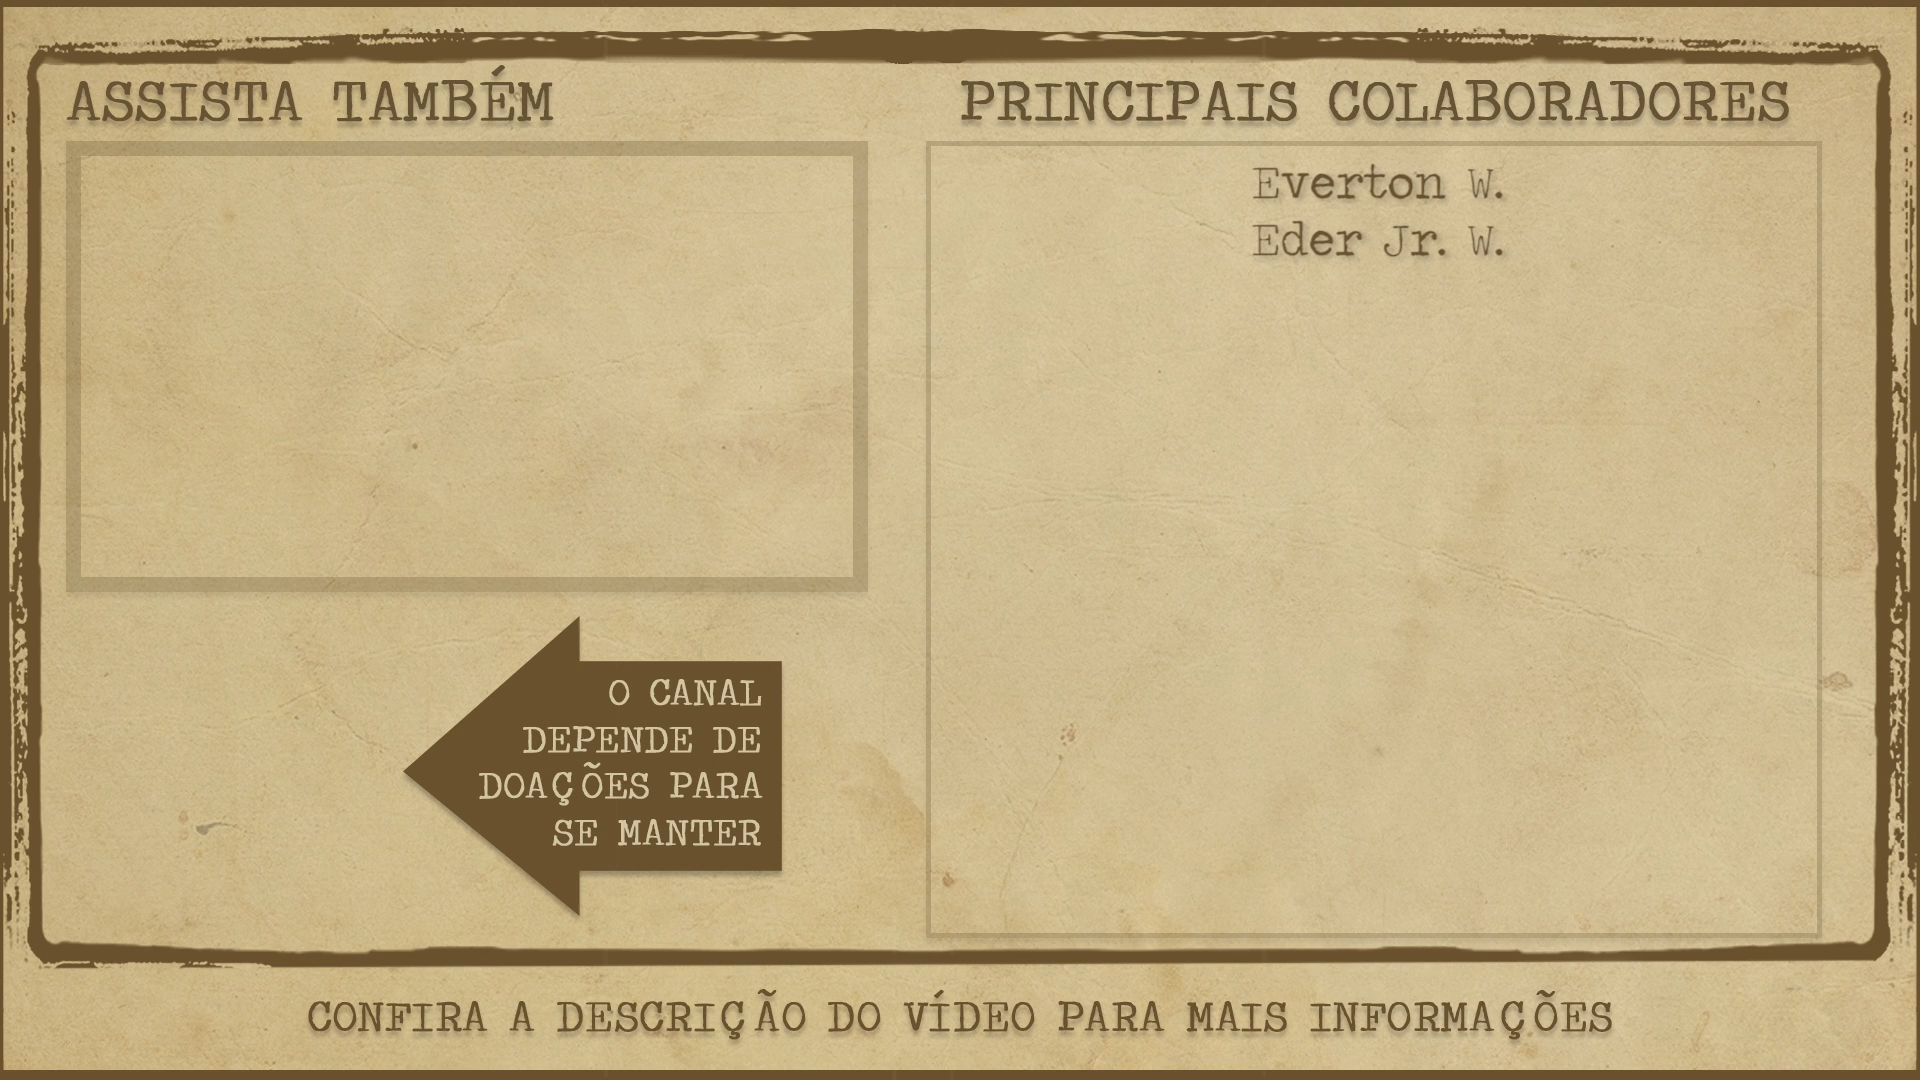 ASSISTA TAMBÉM
PRINCIPAIS COLABORADORES
Everton W.
Eder Jr. W.
O CANAL
DEPENDE DE
DOAÇÕES PARA
SE MANTER
CONFIRA A DESCRIÇÃO DO VÍDEO PARA MAIS INFORMAÇÕES